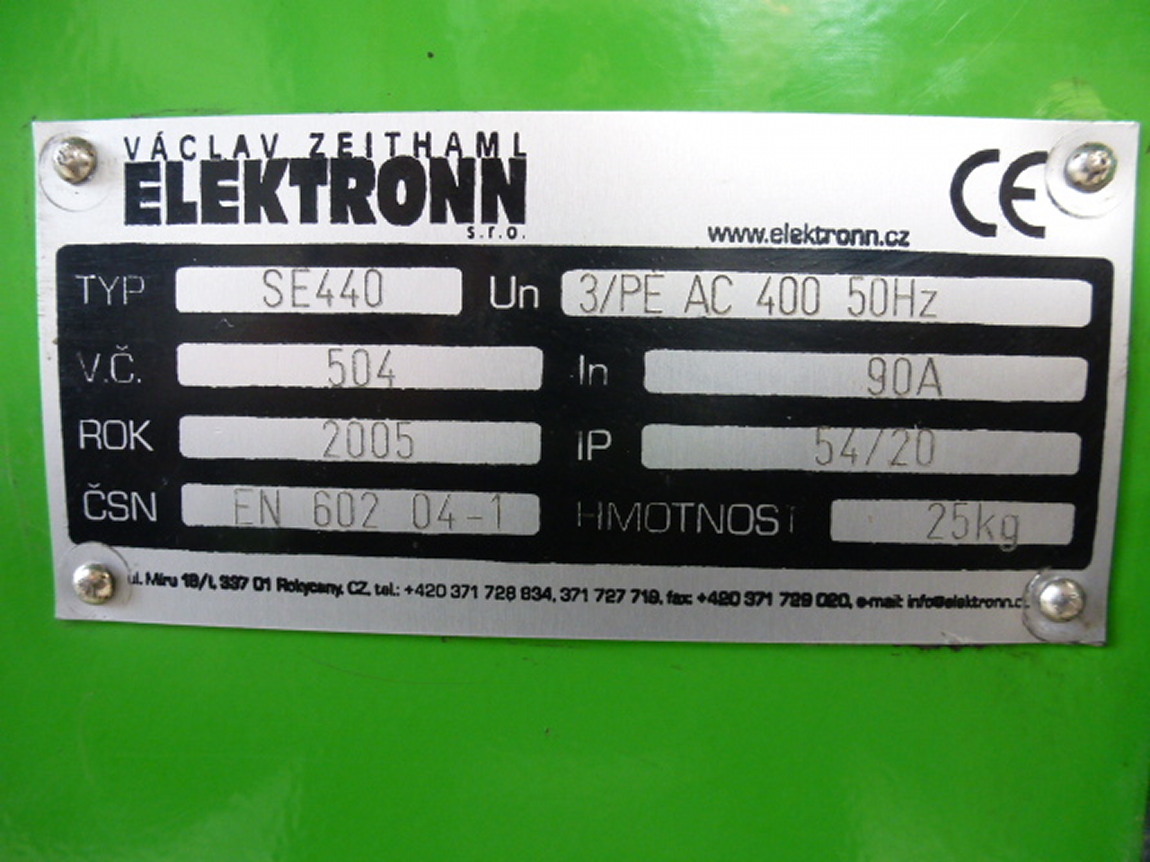 VÁCLAV ZEITHAML
ELEKTRONN
s.r.o.
www.elektronn.cz
CE
TYP SE440 Un 3/PE AC 400 50Hz
V.Č. 504 In 90A
ROK 2005 IP 54/20
ČSN EN 602 04-1 HMOTNOST 25kg
ul. Míru 18/I, 337 01 Rokycany, CZ, tel.: +420 371 728 834, 371 727 719, fax: +420 371 729 020, e-mail: info@elektronn.cz